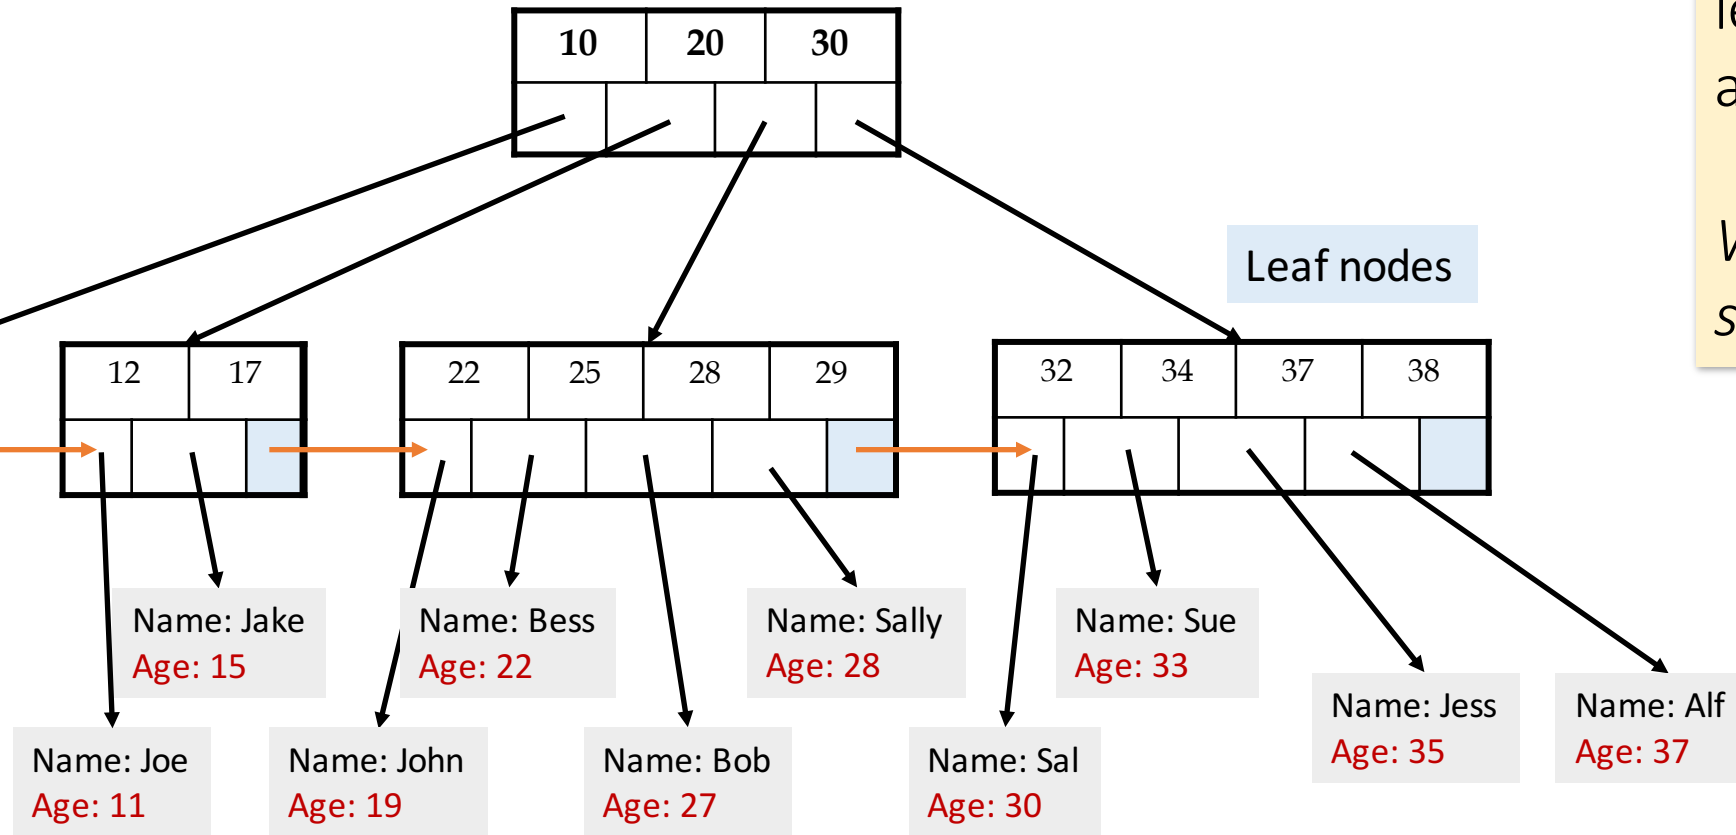 10 20 30
le
a
Leaf nodes
12 17
22 25 28 29
32 34 37 38
Name: Jake
Age: 15
Name: Bess
Age: 22
Name: Sally
Age: 28
Name: Sue
Age: 33
Name: Jess
Age: 35
Name: Alf
Age: 37
Name: Joe
Age: 11
Name: John
Age: 19
Name: Bob
Age: 27
Name: Sal
Age: 30